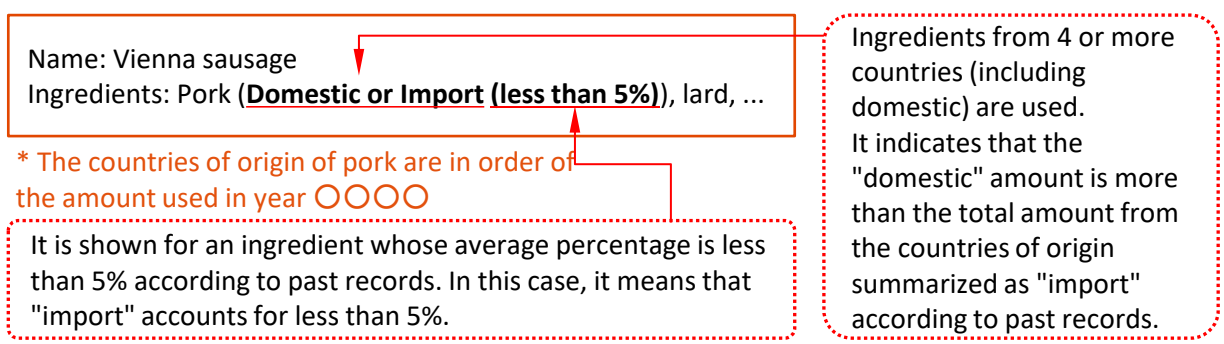 Name: Vienna sausage
Ingredients: Pork (Domestic or Import (less than 5%)), lard, ...
* The countries of origin of pork are in order of
the amount used in year 〇〇〇〇
It is shown for an ingredient whose average percentage is less
than 5% according to past records. In this case, it means that
"import" accounts for less than 5%.
Ingredients from 4 or more
countries (including
domestic) are used.
It indicates that the
"domestic" amount is more
than the total amount from
the countries of origin
summarized as "import"
according to past records.